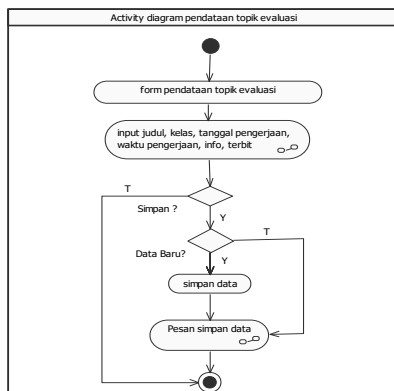 Activity diagram pendataan topik evaluasi
form pendataan topik evaluasi
input judul, kelas, tanggal pengerjaan,
waktu pengerjaan, info, terbit
T
Simpan ?
Y
T
Data Baru?
Y
simpan data
Pesan simpan data